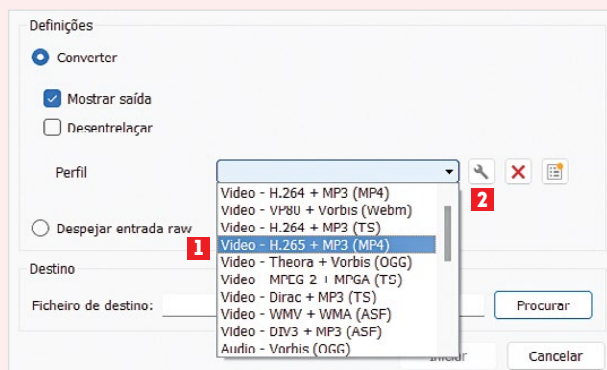 Definições
Converter
Mostrar saída
Desentrelaçar
Perfil
2
Video - H.264 + MP3 (MP4)
Video - VP80 + Vorbis (Webm)
Video - H.264 + MP3 (TS)
Despejar entrada raw
1
Video - H.265 + MP3 (MP4)
Video - Theora + Vorbis (OGG)
Video - MPEG-2 + MPGA (TS)
Video - Dirac + MP3 (TS)
Video - WMV + WMA (ASF)
Video - DIV3 + MP3 (ASF)
Audio - Vorbis (OGG)
Destino
Ficheiro de destino:
Procurar
Iniciar
Cancelar